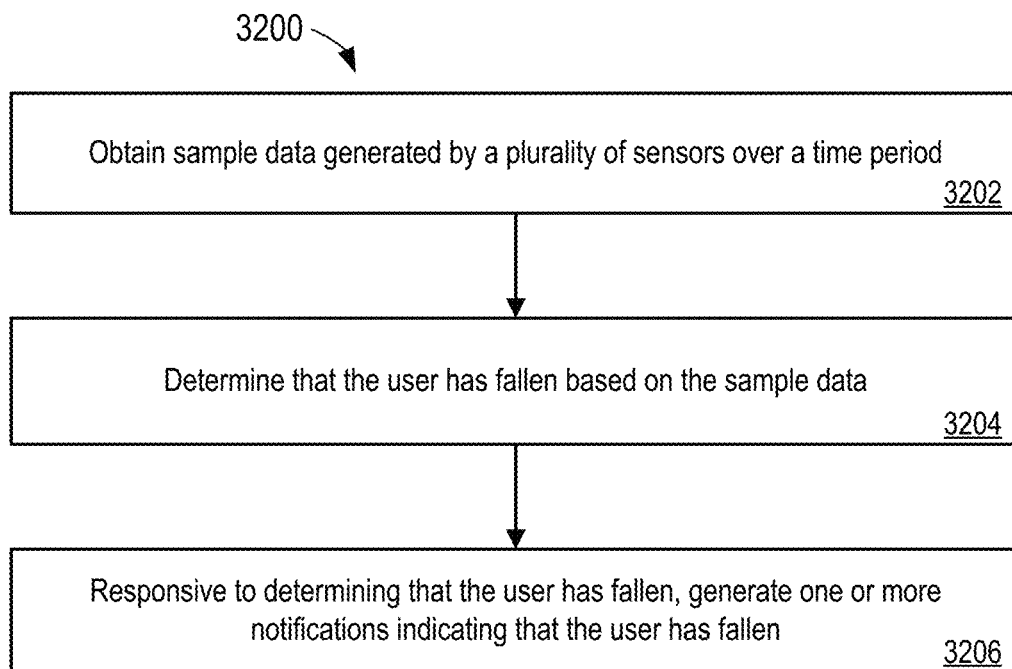 3200
Obtain sample data generated by a plurality of sensors over a time period
3202
Determine that the user has fallen based on the sample data
3204
Responsive to determining that the user has fallen, generate one or more
notifications indicating that the user has fallen
3206